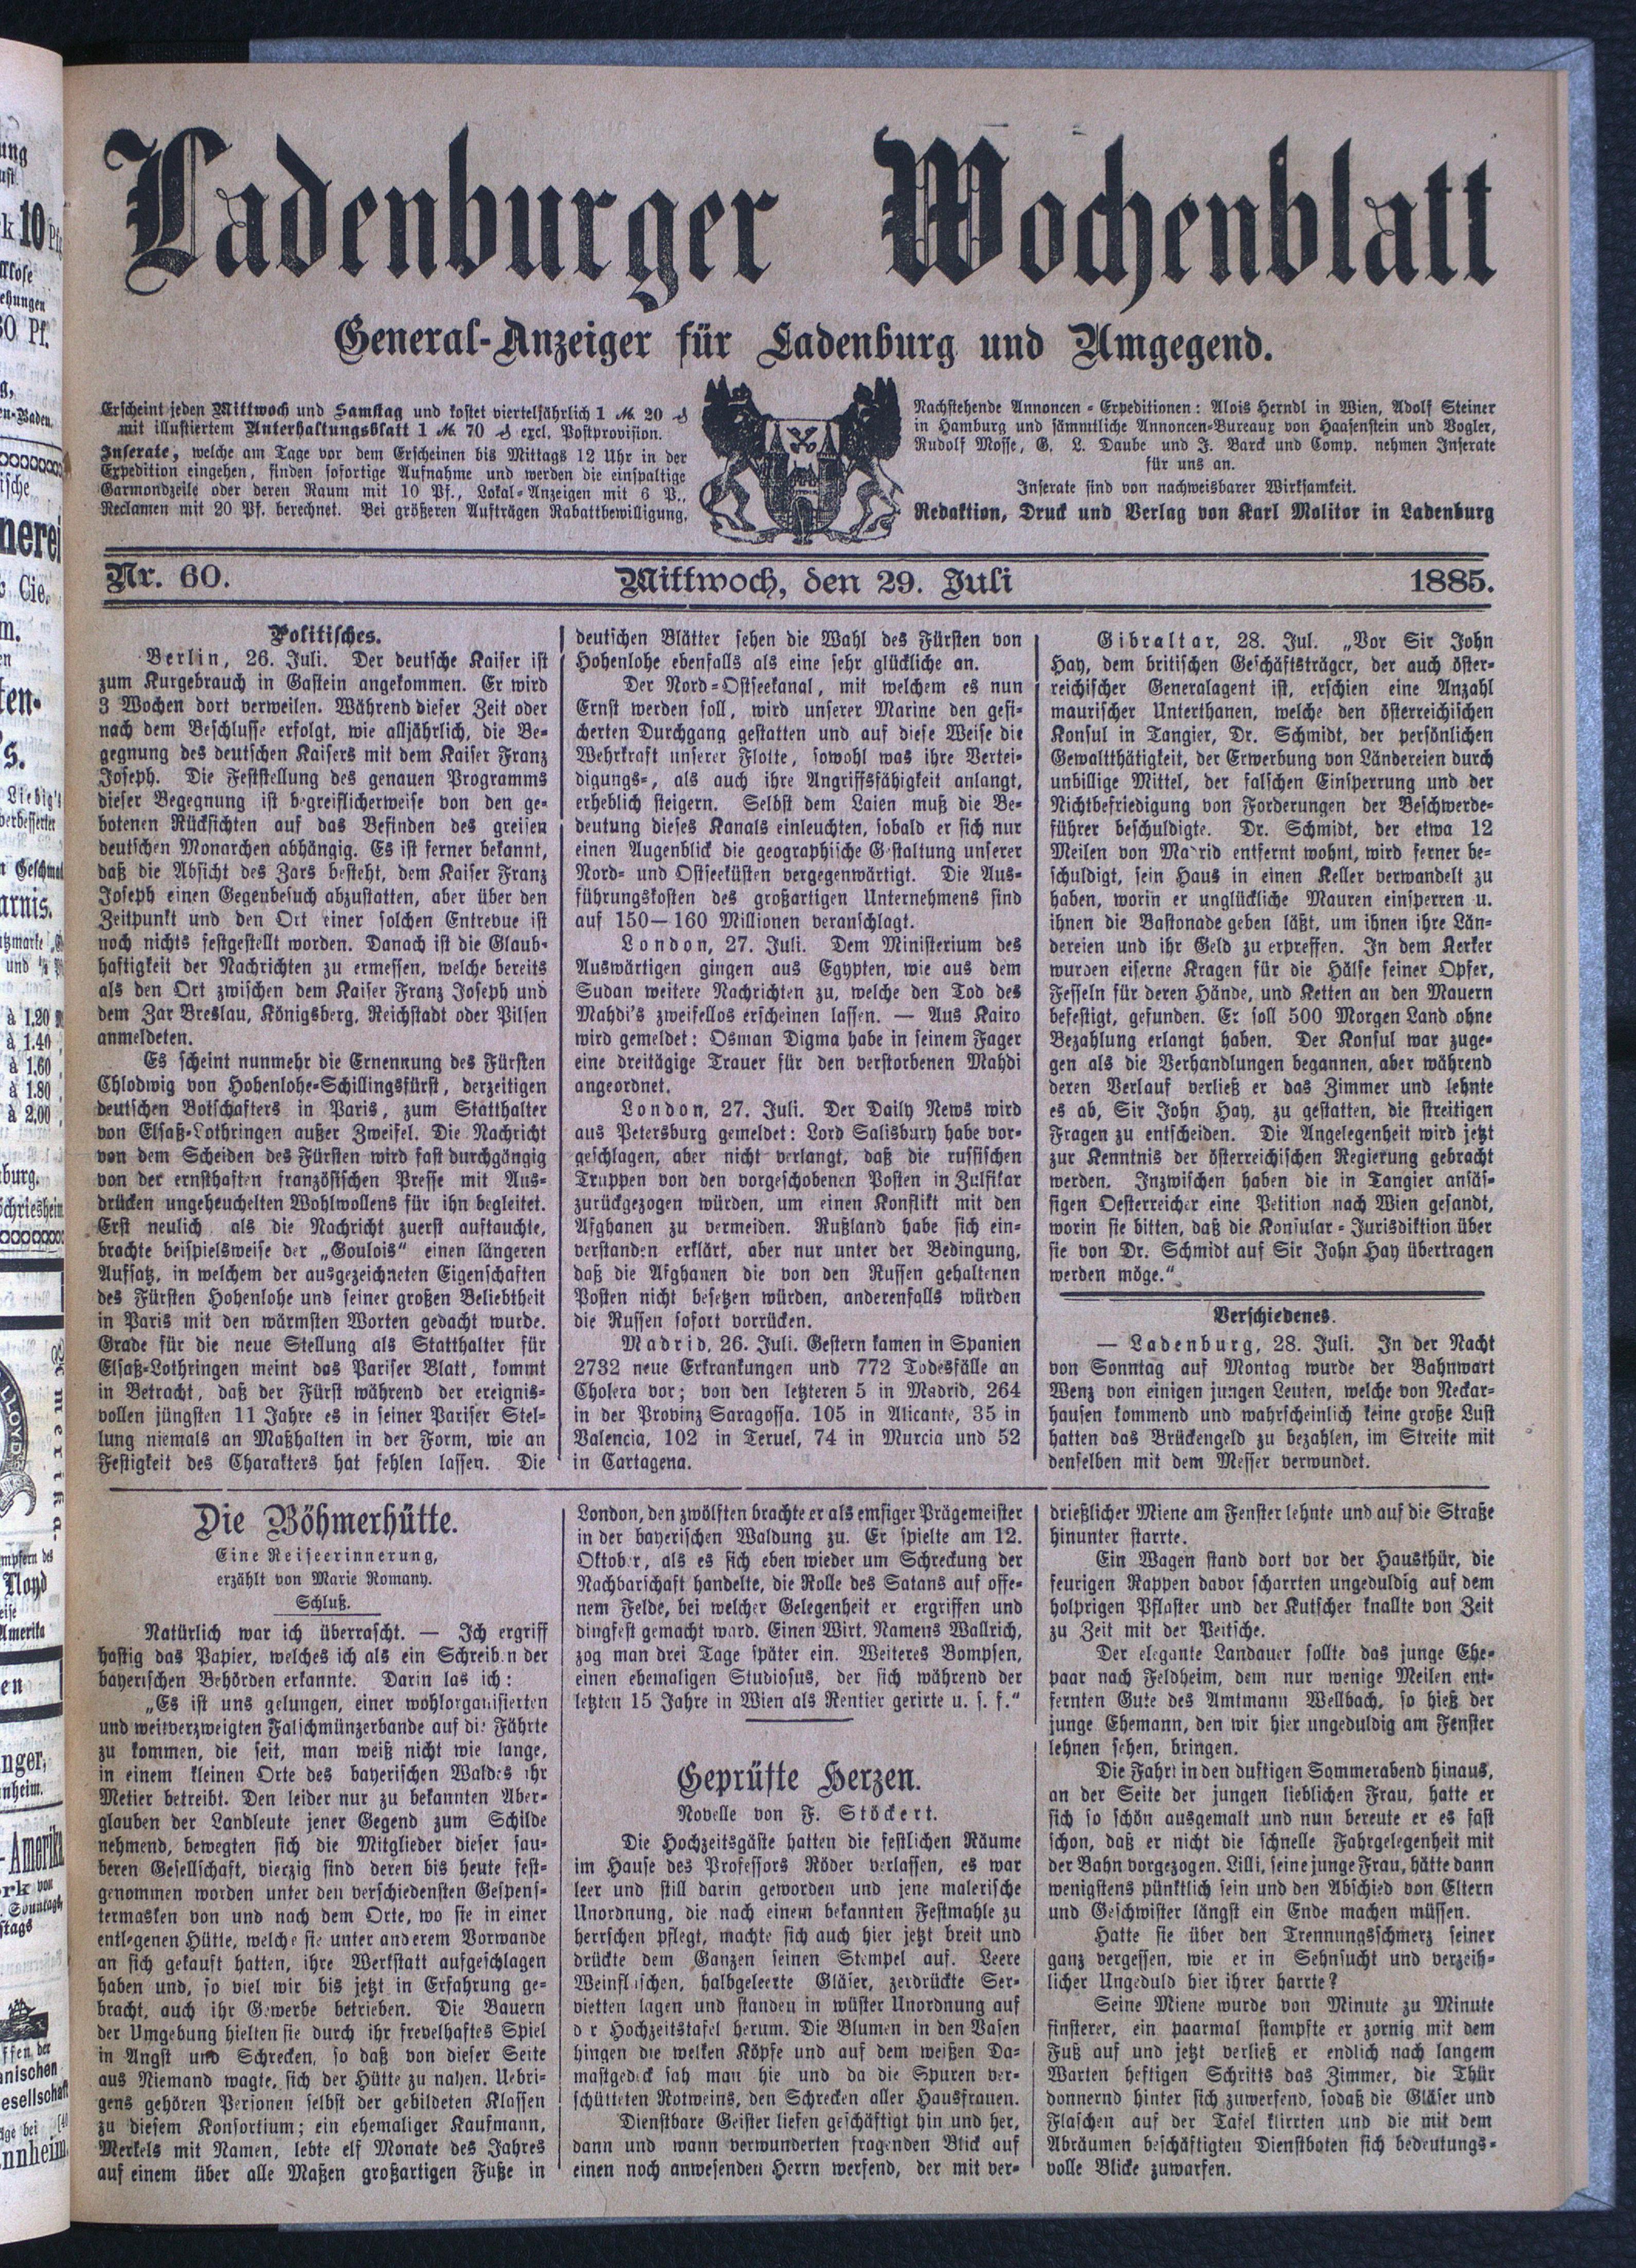 Ladenburger Wochenblatt
General-Anzeiger für Ladenburg und Umgegend.
Erscheint jeden Mittwoch und Samstag und kostet vierteljährlich 1 M. 20 ₰
mit illustriertem Unterhaltungsblatt 1 M. 70 ₰ excl. Postprovision.
Inserate, welche am Tage vor dem Erscheinen bis Mittags 12 Uhr in der
Expedition eingehen, finden sofortige Aufnahme und werden die einspaltige
Garmondzeile oder deren Raum mit 10 Pf., Lokal-Anzeigen mit 6 P.,
Reclamen mit 20 Pf. berechnet. Bei größeren Aufträgen Rabattbewilligung.
Nachstehende Annoncen-Expeditionen: Alois Herndl in Wien, Adolf Steiner
in Hamburg und sämmtliche Annoncen-Bureaux von Haasenstein und Vogler,
Rudolf Mosse, G. L. Daube und J. Barck und Comp. nehmen Inserate
für uns an.
Inserate sind von nachweisbarer Wirksamkeit.
Redaktion, Druck und Verlag von Karl Molitor in Ladenburg
Nr. 60.
Mittwoch, den 29. Juli
1885.
Politisches.
Berlin, 26. Juli. Der deutsche Kaiser ist
zum Kurgebrauch in Gastein angekommen. Er wird
3 Wochen dort verweilen. Während dieser Zeit oder
nach dem Beschlusse erfolgt, wie alljährlich, die Be-
gegnung des deutschen Kaisers mit dem Kaiser Franz
Joseph. Die Feststellung des genauen Programms
dieser Begegnung ist begreiflicherweise von den ge-
botenen Rücksichten auf das Befinden des greisen
deutschen Monarchen abhängig. Es ist ferner bekannt,
daß die Absicht des Zars besteht, dem Kaiser Franz
Joseph einen Gegenbesuch abzustatten, aber über den
Zeitpunkt und den Ort einer solchen Entrevue ist
noch nichts festgestellt worden. Danach ist die Glaub-
haftigkeit der Nachrichten zu ermessen, welche bereits
als den Ort zwischen dem Kaiser Franz Joseph und
dem Zar Breslau, Königsberg, Reichstadt oder Pilsen
anmeldeten.
Es scheint nunmehr die Ernennung des Fürsten
Chlodwig von Hohenlohe-Schillingsfürst, derzeitigen
deutschen Botschafters in Paris, zum Statthalter
von Elsaß-Lothringen außer Zweifel. Die Nachricht
von dem Scheiden des Fürsten wird fast durchgängig
von der ernsthaften französischen Presse mit Aus-
drücken ungeheuchelten Wohlwollens für ihn begleitet.
Erst neulich als die Nachricht zuerst auftauchte,
brachte beispielsweise der „Goulois“ einen längeren
Aufsatz, in welchem der ausgezeichneten Eigenschaften
des Fürsten Hohenlohe und seiner großen Beliebtheit
in Paris mit den wärmsten Worten gedacht wurde.
Grade für die neue Stellung als Statthalter für
Elsaß-Lothringen meint das Pariser Blatt, kommt
in Betracht, daß der Fürst während der ereignis-
vollen jüngsten 11 Jahre es in seiner Pariser Stel-
lung niemals an Maßhalten in der Form, wie an
Festigkeit des Charakters hat fehlen lassen. Die
deutschen Blätter sehen die Wahl des Fürsten von
Hohenlohe ebenfalls als eine sehr glückliche an.
Der Nord-Ostseekanal, mit welchem es nun
Ernst werden soll, wird unserer Marine den gesi-
cherten Durchgang gestatten und auf diese Weise die
Wehrkraft unserer Flotte, sowohl was ihre Vertei-
digungs-, als auch ihre Angriffsfähigkeit anlangt,
erheblich steigern. Selbst dem Laien muß die Be-
deutung dieses Kanals einleuchten, sobald er sich nur
einen Augenblick die geographische G staltung unserer
Nord- und Ostseeküsten vergegenwärtigt. Die Aus-
führungskosten des großartigen Unternehmens sind
auf 150—160 Millionen veranschlagt.
London, 27. Juli. Dem Ministerium des
Auswärtigen gingen aus Egypten, wie aus dem
Sudan weitere Nachrichten zu, welche den Tod des
Mahdi's zweifellos erscheinen lassen. — Aus Kairo
wird gemeldet: Osman Digma habe in seinem Fager
eine dreitägige Trauer für den verstorbenen Mahdi
angeordnet.
London, 27. Juli. Der Daily News wird
aus Petersburg gemeldet: Lord Salisbury habe vor-
geschlagen, aber nicht verlangt, daß die russischen
Truppen von den vorgeschobenen Posten in Zulfikar
zurückgezogen würden, um einen Konflikt mit den
Afghanen zu vermeiden. Rußland habe sich ein-
verstanden erklärt, aber nur unter der Bedingung,
daß die Afghanen die von den Russen gehaltenen
Posten nicht besetzen würden, anderenfalls würden
die Russen sofort vorrücken.
Madrid, 26. Juli. Gestern kamen in Spanien
2732 neue Erkrankungen und 772 Todesfälle an
Cholera vor; von den letzteren 5 in Madrid, 264
in der Provinz Saragossa. 105 in Alicante, 35 in
Valencia, 102 in Teruel, 74 in Murcia und 52
in Cartagena.
Gibraltar, 28. Jul. „Vor Sir John
Hay, dem britischen Geschäftsträger, der auch öster-
reichischer Generalagent ist, erschien eine Anzahl
maurischer Unterthanen, welche den österreichischen
Konsul in Tangier, Dr. Schmidt, der persönlichen
Gewaltthätigkeit, der Erwerbung von Ländereien durch
unbillige Mittel, der falschen Einsperrung und der
Nichtbefriedigung von Forderungen der Beschwerde-
führer beschuldigte. Dr. Schmidt, der etwa 12
Meilen von Madrid entfernt wohnt, wird ferner be-
schuldigt, sein Haus in einen Keller verwandelt zu
haben, worin er unglückliche Mauren einsperren u.
ihnen die Bastonade geben läßt, um ihnen ihre Län-
dereien und ihr Geld zu erpressen. In dem Kerker
wurden eiserne Kragen für die Hälse seiner Opfer,
Fesseln für deren Hände, und Ketten an den Mauern
befestigt, gefunden. Er soll 500 Morgen Land ohne
Bezahlung erlangt haben. Der Konsul war zuge-
gen als die Verhandlungen begannen, aber während
deren Verlauf verließ er das Zimmer und lehnte
es ab, Sir John Hay, zu gestatten, die streitigen
Fragen zu entscheiden. Die Angelegenheit wird jetzt
zur Kenntnis der österreichischen Regierung gebracht
werden. Inzwischen haben die in Tangier ansäs-
sigen Oesterreicher eine Petition nach Wien gesandt,
worin sie bitten, daß die Konsular-Jurisdiktion über
sie von Dr. Schmidt auf Sir John Hay übertragen
werden möge.“
Verschiedenes.
— Ladenburg, 28. Juli. In der Nacht
von Sonntag auf Montag wurde der Bahnwart
Wenz von einigen jungen Leuten, welche von Neckar-
hausen kommend und wahrscheinlich keine große Lust
hatten das Brückengeld zu bezahlen, im Streite mit
denselben mit dem Messer verwundet.
Die Böhmerhütte.
Eine Reiseerinnerung,
erzählt von Marie Romany.
Schluß.
Natürlich war ich überrascht. — Ich ergriff
hastig das Papier, welches ich als ein Schreib n der
bayerischen Behörden erkannte. Darin las ich:
„Es ist uns gelungen, einer wohlorganisierten
und weitverzweigten Falschmünzerbande auf die Fährte
zu kommen, die seit, man weiß nicht wie lange,
in einem kleinen Orte des bayerischen Waldes ihr
Metier betreibt. Den leider nur zu bekannten Aber-
glauben der Landleute jener Gegend zum Schilde
nehmend, bewegten sich die Mitglieder dieser sau-
beren Gesellschaft, vierzig sind deren bis heute fest-
genommen worden unter den verschiedensten Gespens-
termasken von und nach dem Orte, wo sie in einer
entlegenen Hütte, welche sie unter anderem Vorwande
an sich gekauft hatten, ihre Werkstatt aufgeschlagen
haben und, so viel wir bis jetzt in Erfahrung ge-
bracht, auch ihr Gewerbe betrieben. Die Bauern
der Umgebung hielten sie durch ihr frevelhaftes Spiel
in Angst und Schrecken, so daß von dieser Seite
aus Niemand wagte, sich der Hütte zu nahen. Uebri-
gens gehören Personen selbst der gebildeten Klassen
zu diesem Konsortium; ein ehemaliger Kaufmann,
Merkels mit Namen, lebte elf Monate des Jahres
auf einem über alle Maßen großartigen Fuße in
London, den zwölften brachte er als emsiger Prägemeister
in der bayerischen Waldung zu. Er spielte am 12.
Oktober, als es sich eben wieder um Schreckung der
Nachbarschaft handelte, die Rolle des Satans auf offe-
nem Felde, bei welcher Gelegenheit er ergriffen und
dingfest gemacht ward. Einen Wirt, Namens Wallrich,
zog man drei Tage später ein. Weiteres Bompsen,
einen ehemaligen Studiosus, der sich während der
letzten 15 Jahre in Wien als Rentier gerirte u. s. f.“
Geprüfte Herzen.
Novelle von F. Stöckert.
Die Hochzeitsgäste hatten die festlichen Räume
im Hause des Professors Röder verlassen, es war
leer und still darin geworden und jene malerische
Unordnung, die nach einem bekannten Festmahle zu
herrschen pflegt, machte sich auch hier jetzt breit und
drückte dem Ganzen seinen Stempel auf. Leere
Weinflaschen, halbgeleerte Gläser, zerdrückte Ser-
vietten lagen und standen in wüster Unordnung auf
d r Hochzeitstafel herum. Die Blumen in den Vasen
hingen die welken Köpfe und auf dem weißen Da-
mastgedeck sah man hie und da die Spuren ver-
schütteten Rotweins, den Schrecken aller Hausfrauen.
Dienstbare Geister liefen geschäftigt hin und her,
dann und wann verwunderten fragenden Blick auf
einen noch anwesenden Herrn werfend, der mit ver-
drießlicher Miene am Fenster lehnte und auf die Straße
hinunter starrte.
Ein Wagen stand dort vor der Hausthür, die
feurigen Rappen davor scharrten ungeduldig auf dem
holprigen Pflaster und der Kutscher knallte von Zeit
zu Zeit mit der Peitsche.
Der elegante Landauer sollte das junge Ehe-
paar nach Feldheim, dem nur wenige Meilen ent-
fernten Gute des Amtmann Wellbach, so hieß der
junge Ehemann, den wir hier ungeduldig am Fenster
lehnen sehen, bringen.
Die Fahrt in den duftigen Sommerabend hinaus,
an der Seite der jungen lieblichen Frau, hatte er
sich so schön ausgemalt und nun bereute er es fast
schon, daß er nicht die schnelle Fahrgelegenheit mit
der Bahn vorgezogen. Lilli, seine junge Frau, hätte dann
wenigstens pünktlich sein und den Abschied von Eltern
und Geschwister längst ein Ende machen müssen.
Hatte sie über den Trennungsschmerz seiner
ganz vergessen, wie er in Sehnsucht und verzeih-
licher Ungeduld hier ihrer harrte?
Seine Miene wurde von Minute zu Minute
finsterer, ein paarmal stampfte er zornig mit dem
Fuß auf und jetzt verließ er endlich nach langem
Warten heftigen Schritts das Zimmer, die Thür
donnernd hinter sich zuwerfend, sodaß die Gläser und
Flaschen auf der Tafel klirrten und die mit dem
Abräumen beschäftigten Dienstboten sich bedeutungs-
volle Blicke zuwarfen.